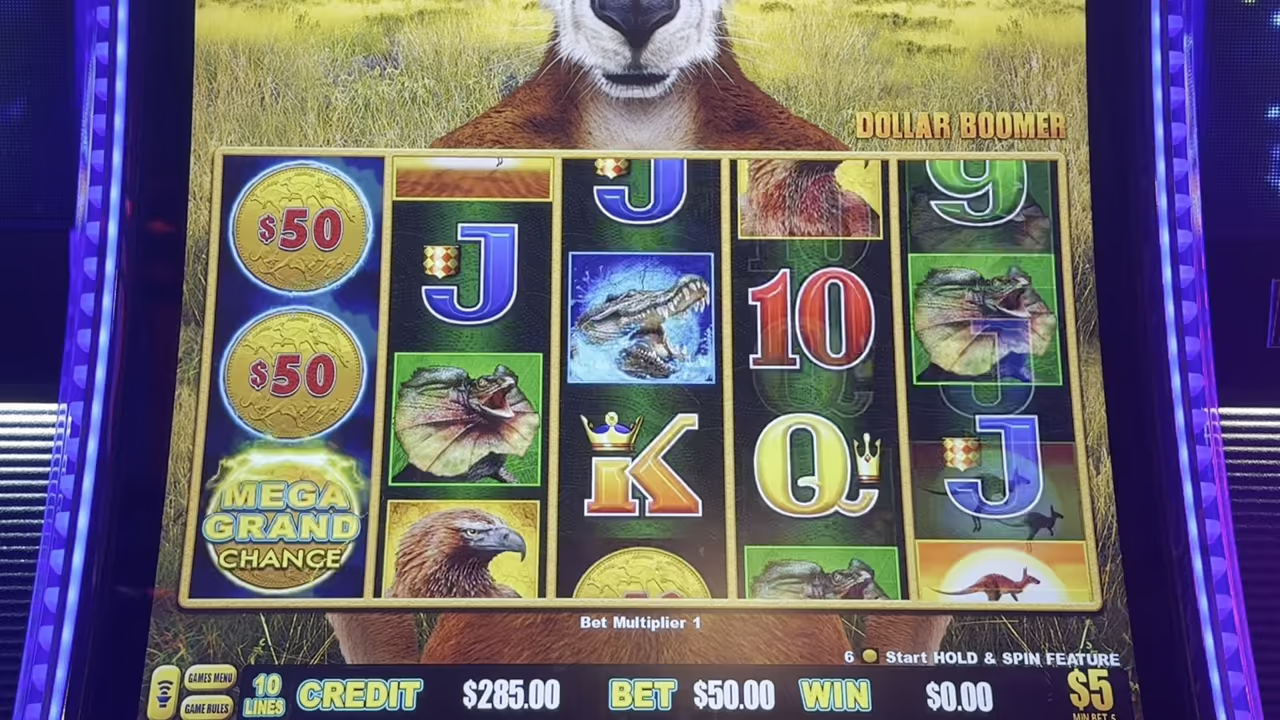 DOLLAR BOOMER
$50
$50
MEGA
GRAND
CHANCE
J
J
K
10
Q
9
J
Bet Multiplier 1
6 Start HOLD & SPIN FEATURE
GAMES MENU
GAME RULES
10
LINES
CREDIT $285.00 BET $50.00 WIN $0.00
$5
MIN BET